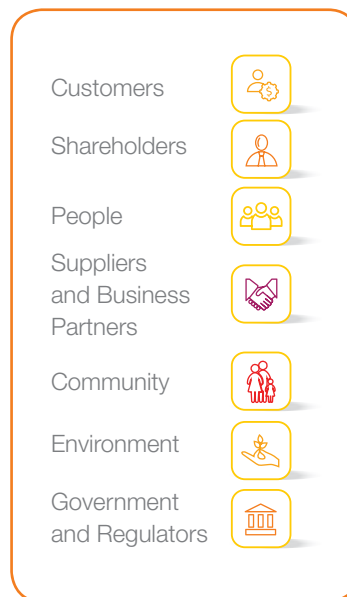 Customers
Shareholders
People
Suppliers
and Business
Partners
Community
Environment
Government
and Regulators